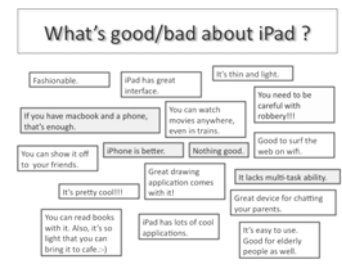 What's good/bad about iPad ?
Fashionable.
iPad has great
interface.
It's thin and light.
You need to be
careful with
robbery!!!
If you have macbook and a phone,
that's enough.
You can watch
movies anywhere,
even in trains.
You can show it off
to your friends.
iPhone is better.
Nothing good.
Good to surf the
web on wifi.
Great drawing
application comes
with it!
It lacks multi-task ability.
It's pretty cool!!!!
Great device for chatting
your parents.
You can read books
with it. Also, it's so
light that you can
bring it to cafe.:-)
iPad has lots of cool
applications.
It's easy to use.
Good for elderly
people as well.